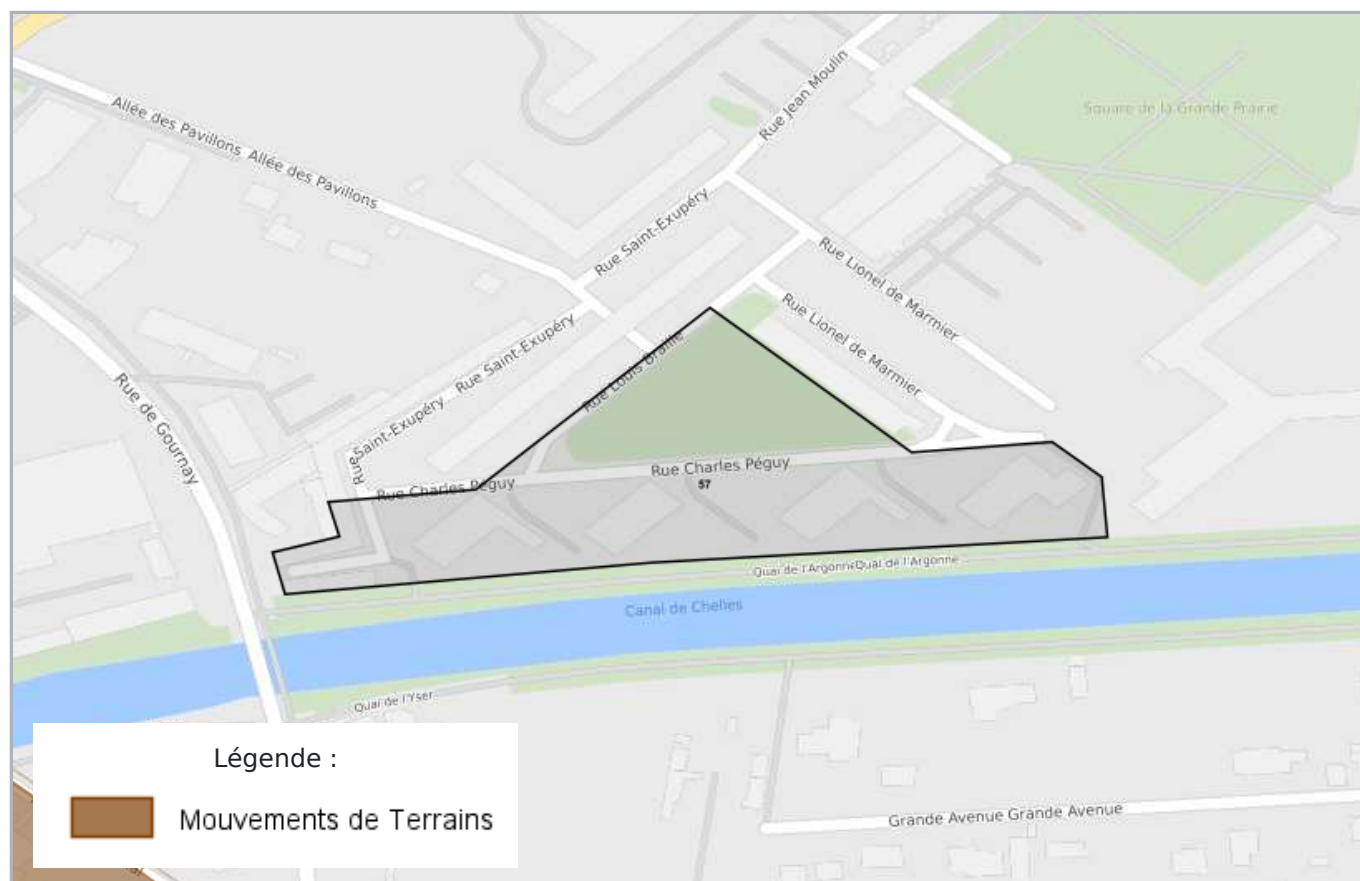 Square de la Grande Prairie
Rue Jean Moulin
Allée des Pavillons Allée des Pavillons
Rue Saint-Exupéry
Rue Lionel de Marmier
Rue Lionel de Marmier
Rue Saint-Exupéry
Rue Louis Braille
Rue de Gournay
Rue Saint-Exupéry
Rue Charles Péguy
57
Rue Charles Péguy
Quai de l'Argonne Quai de l'Argonne
Canal de Chelles
Quai de l'Yser
Grande Avenue Grande Avenue
Légende :
Mouvements de Terrains